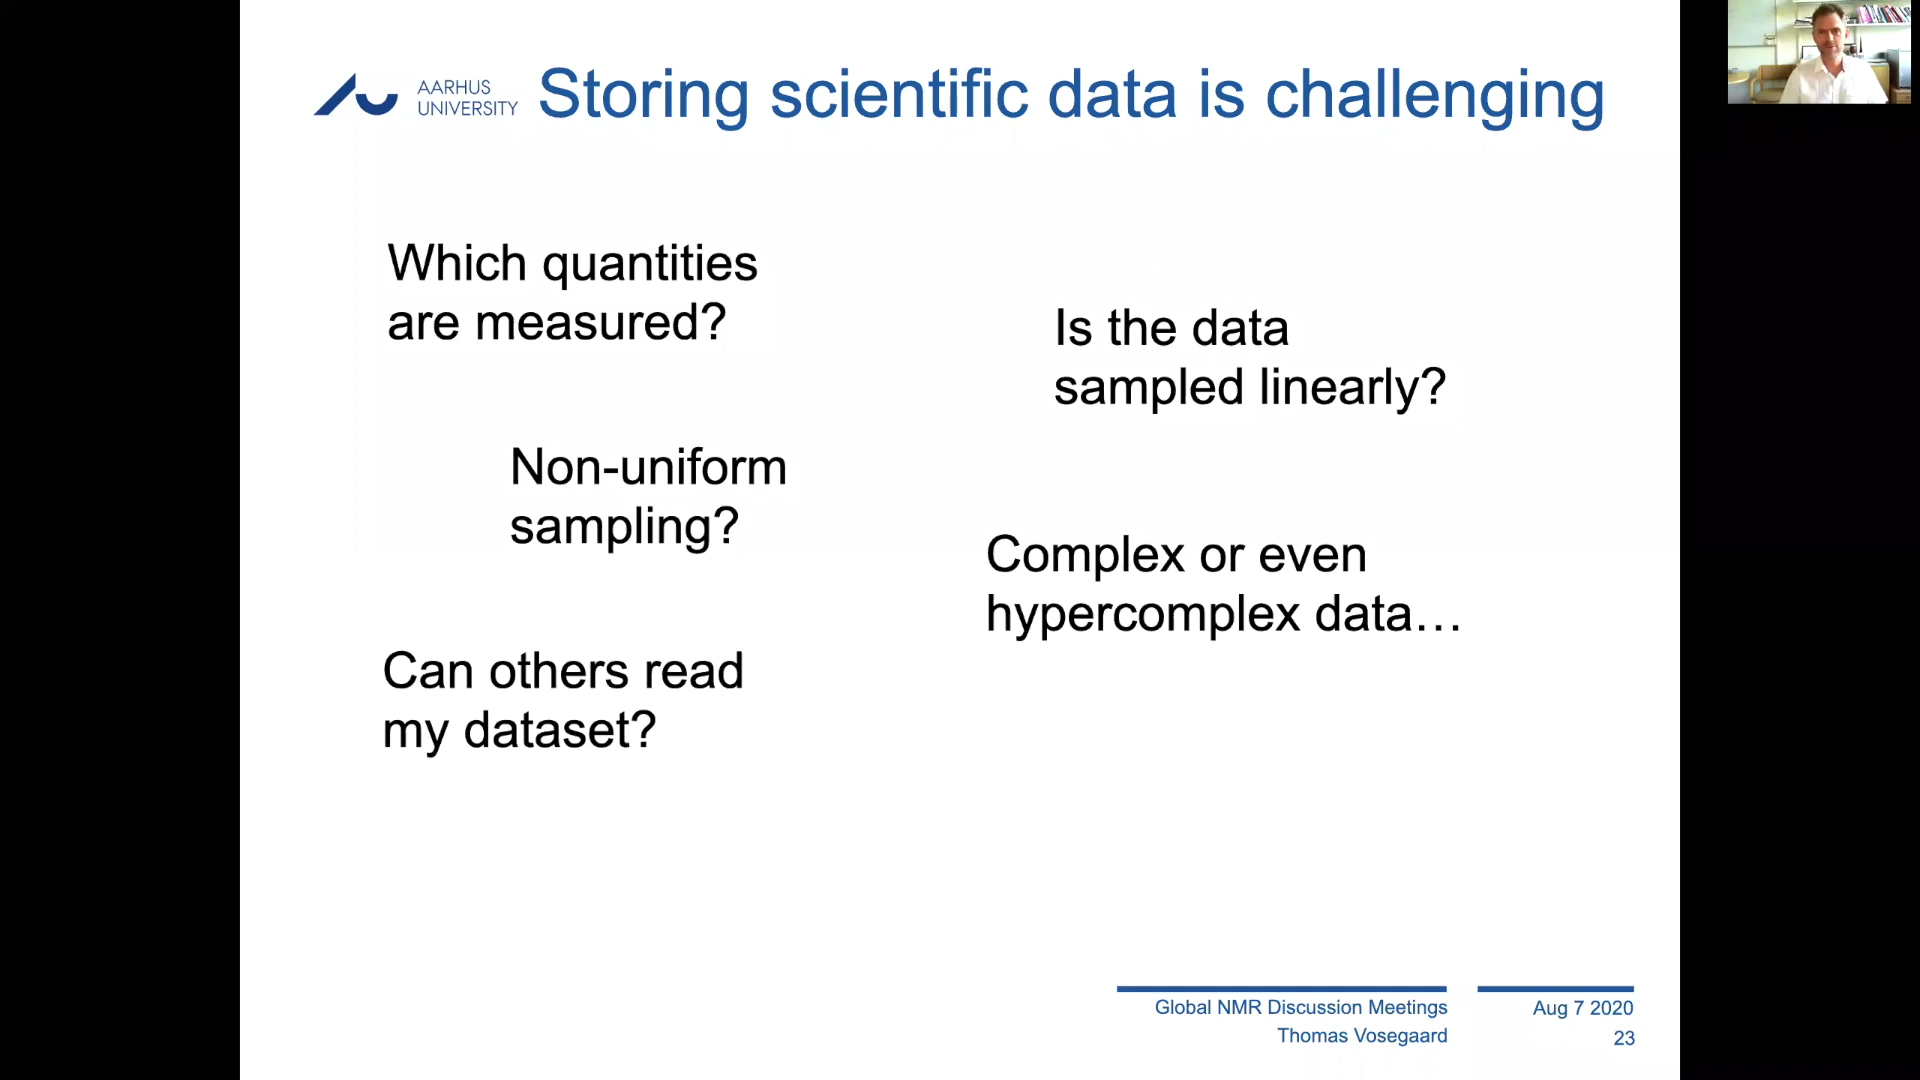 AARHUS
UNIVERSITY
Storing scientific data is challenging
Which quantities
are measured?
Is the data
sampled linearly?
Non-uniform
sampling?
Complex or even
hypercomplex data…
Can others read
my dataset?
Global NMR Discussion Meetings
Thomas Vosegaard
Aug 7 2020
23